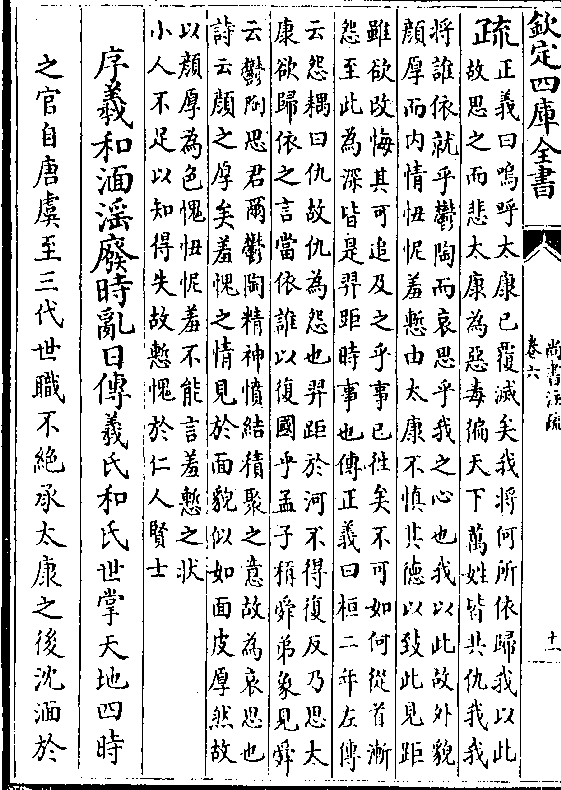 欽定四庫全書
尚書注疏
卷六
十一
疏正義曰嗚呼太康已覆滅矣我將何所依歸我以此
故思之而悲太康為惡毒徧天下萬姓皆共仇我我
將誰依就乎鬱陶而哀思乎我之心也我以此故外貌
顔厚而内情忸怩羞慙由太康不慎其德以致此見距
雖欲改悔其可追及之乎事已往矣不可如何從首漸
怨至此為深皆是羿距時事也傳正義曰桓二年左傳
云怨耦曰仇故仇為怨也羿距於河不得復反乃思太
康欲歸依之言當依誰以復國乎孟子稱舜弟象見舜
云鬱陶思君爾鬱陶精神憤結積聚之意故為哀思也
詩云顔之厚矣羞愧之情見於面貌似如面皮厚然故
以顔厚為色愧忸怩羞不能言羞慙之狀
小人不足以知得失故慙愧於仁人賢士
序羲和湎淫廢時亂日傳羲氏和氏世掌天地四時
之官自唐虞至三代世職不絶承太康之後沈湎於